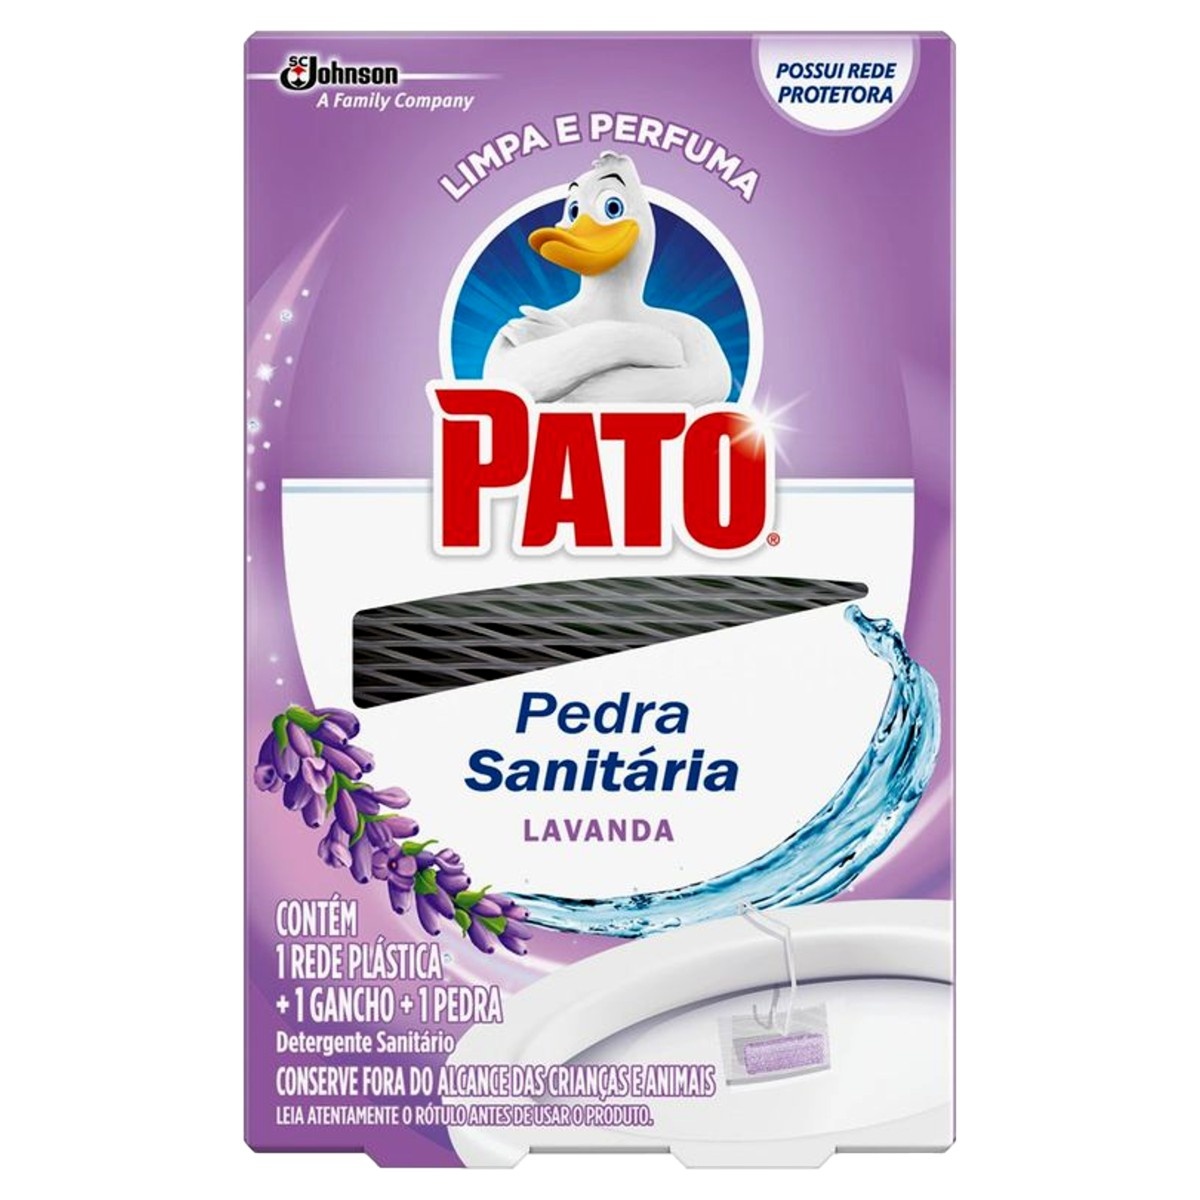 SC Johnson
A Family Company
POSSUI REDE
PROTETORA
LIMPA E PERFUMA
PATO®
Pedra
Sanitária
LAVANDA
CONTÉM
1 REDE PLÁSTICA
+ 1 GANCHO + 1 PEDRA
Detergente Sanitário
CONSERVE FORA DO ALCANCE DAS CRIANÇAS E ANIMAIS
LEIA ATENTAMENTE O RÓTULO ANTES DE USAR O PRODUTO.